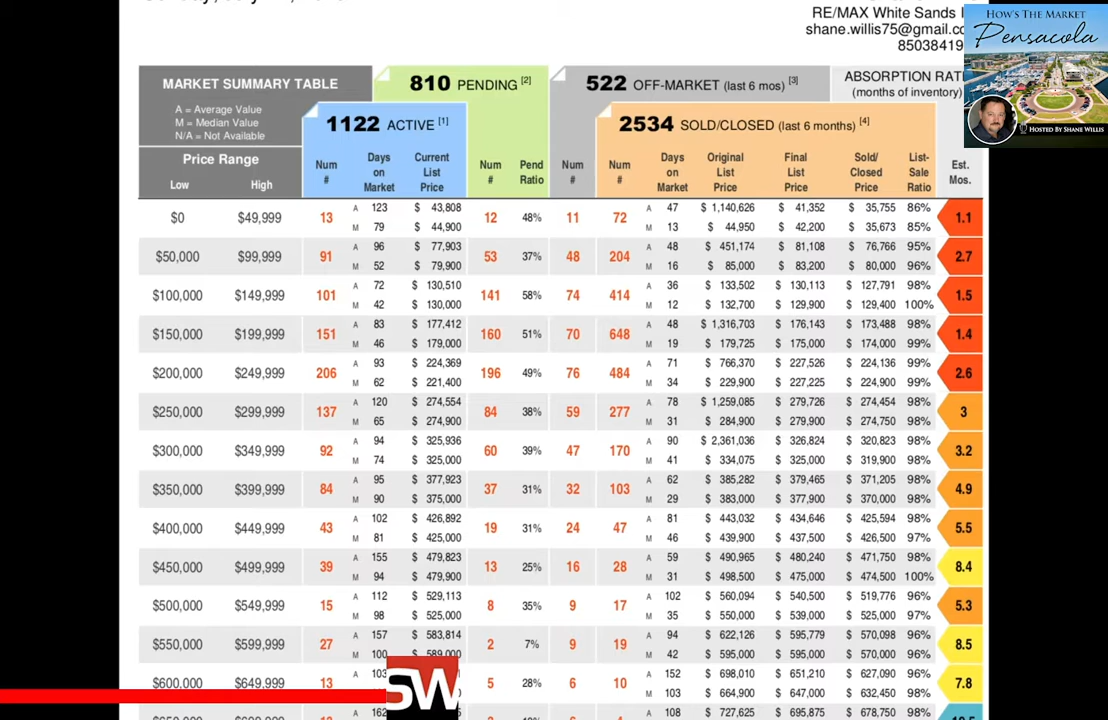 RE/MAX White Sands
shane.willis75@gmail.co
85038419
HOW'S THE MARKET
Pensacola
HOSTED BY SHANE WILLIS
MARKET SUMMARY TABLE
A = Average Value
M = Median Value
N/A = Not Available
810 PENDING [2]
522 OFF-MARKET (last 6 mos) [3]
ABSORPTION RAT
(months of inventory)
1122 ACTIVE [1]
2534 SOLD/CLOSED (last 6 months) [4]
Price Range
Low High Num # Days on Market Current List Price Num # Pend Ratio Num # Num # Days on Market Original List Price Final List Price Sold/ Closed Price List- Sale Ratio Est. Mos.
$0 $49,999 13 A 123 $ 43,808 12 48% 11 72 A 47 $ 1,140,626 $ 41,352 $ 35,755 86% 1.1
M 79 $ 44,900 M 13 $ 44,950 $ 42,200 $ 35,673 85%
$50,000 $99,999 91 A 96 $ 77,903 53 37% 48 204 A 48 $ 451,174 $ 81,108 $ 76,766 95% 2.7
M 52 $ 79,900 M 16 $ 85,000 $ 83,200 $ 80,000 96%
$100,000 $149,999 101 A 72 $ 130,510 141 58% 74 414 A 36 $ 133,502 $ 130,113 $ 127,791 98% 1.5
M 42 $ 130,000 M 12 $ 132,700 $ 129,900 $ 129,400 100%
$150,000 $199,999 151 A 83 $ 177,412 160 51% 70 648 A 48 $ 1,316,703 $ 176,143 $ 173,488 98% 1.4
M 46 $ 179,000 M 19 $ 179,725 $ 175,000 $ 174,000 99%
$200,000 $249,999 206 A 93 $ 224,369 196 49% 76 484 A 71 $ 766,370 $ 227,526 $ 224,136 99% 2.6
M 62 $ 221,400 M 34 $ 229,900 $ 227,225 $ 224,900 99%
$250,000 $299,999 137 A 120 $ 274,554 84 38% 59 277 A 78 $ 1,259,085 $ 279,726 $ 274,454 98% 3
M 65 $ 274,900 M 31 $ 284,900 $ 279,900 $ 274,750 98%
$300,000 $349,999 92 A 94 $ 325,936 60 39% 47 170 A 90 $ 2,361,036 $ 326,824 $ 320,823 98% 3.2
M 74 $ 325,000 M 41 $ 334,075 $ 325,000 $ 319,900 98%
$350,000 $399,999 84 A 95 $ 377,923 37 31% 32 103 A 62 $ 385,282 $ 379,465 $ 371,205 98% 4.9
M 90 $ 375,000 M 29 $ 383,000 $ 377,900 $ 370,000 98%
$400,000 $449,999 43 A 102 $ 426,892 19 31% 24 47 A 81 $ 443,032 $ 434,646 $ 425,594 98% 5.5
M 81 $ 425,000 M 46 $ 439,900 $ 437,500 $ 426,500 97%
$450,000 $499,999 39 A 155 $ 479,823 13 25% 16 28 A 59 $ 490,965 $ 480,240 $ 471,750 98% 8.4
M 94 $ 479,900 M 31 $ 498,500 $ 475,000 $ 474,500 100%
$500,000 $549,999 15 A 112 $ 529,113 8 35% 9 17 A 102 $ 560,094 $ 540,500 $ 519,776 96% 5.3
M 98 $ 525,000 M 35 $ 550,000 $ 539,000 $ 525,000 97%
$550,000 $599,999 27 A 157 $ 583,814 2 7% 9 19 A 94 $ 622,126 $ 595,779 $ 570,098 96% 8.5
M 100 $ 589,000 M 42 $ 595,000 $ 595,000 $ 570,000 96%
$600,000 $649,999 13 A 103 5 28% 6 10 A 152 $ 698,010 $ 651,210 $ 627,090 96% 7.8
M 103 $ 664,900 $ 647,000 $ 632,450 98%
A 162 A 108 $ 727,625 $ 695,875 $ 678,750 98%
SW